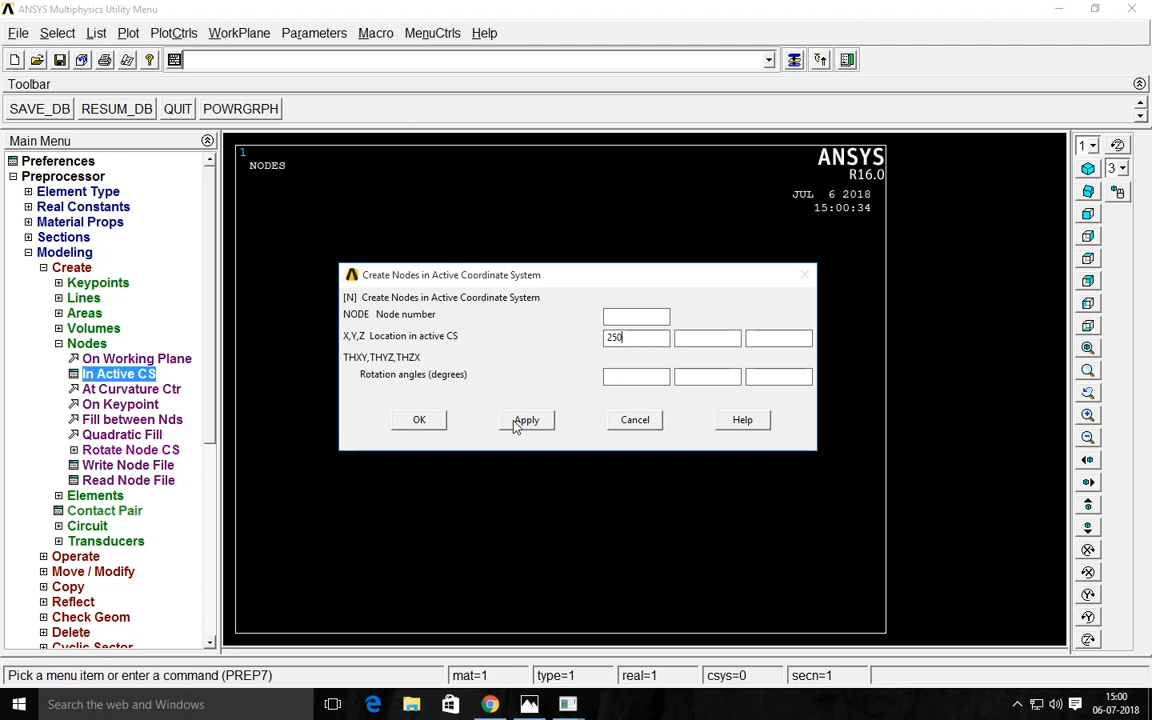 ANSYS Multiphysics Utility Menu
File Select List Plot PlotCtrls WorkPlane Parameters Macro MenuCtrls Help
Toolbar
SAVE_DB RESUM_DB QUIT POWRGRPH
Main Menu
Preferences
Preprocessor
Element Type
Real Constants
Material Props
Sections
Modeling
Create
Keypoints
Lines
Areas
Volumes
Nodes
On Working Plane
In Active CS
At Curvature Ctr
On Keypoint
Fill between Nds
Quadratic Fill
Rotate Node CS
Write Node File
Read Node File
Elements
Contact Pair
Circuit
Transducers
Operate
Move / Modify
Copy
Reflect
Check Geom
Delete
Cyclic Sector
1
NODES
ANSYS
R16.0
JUL 6 2018
15:00:34
Create Nodes in Active Coordinate System
[N] Create Nodes in Active Coordinate System
NODE Node number
X,Y,Z Location in active CS
250
THXY,THYZ,THZX
Rotation angles (degrees)
OK Apply Cancel Help
1
3
Pick a menu item or enter a command (PREP7)
mat=1 type=1 real=1 csys=0 secn=1
Search the web and Windows
15:00
06-07-2018